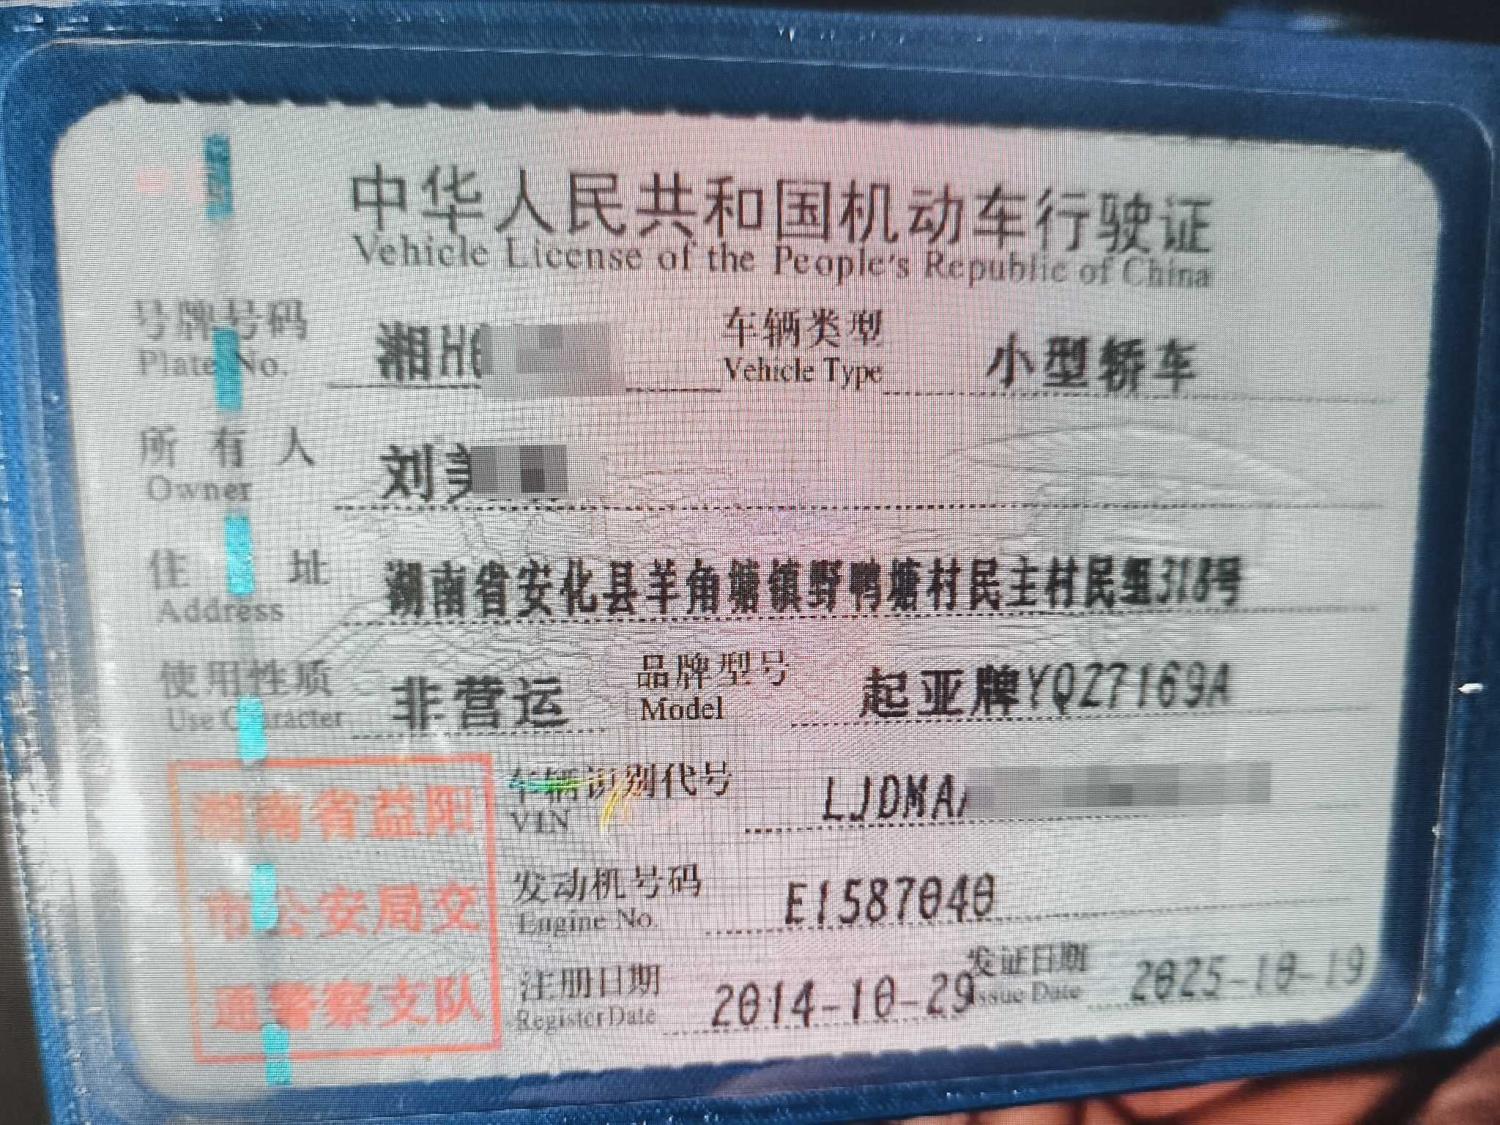 中华人民共和国机动车行驶证
Vehicle License of the People's Republic of China
号牌号码 湘H 车辆类型 小型轿车
Plate No. Vehicle Type
所有人 刘
Owner
住址 湖南省安化县羊角塘镇野鸭塘村民主村民组318号
Address
使用性质 非营运 品牌型号 起亚牌YQZ7169A
Use Character Model
湖南省益阳
市公安局交
通警察支队
车辆识别代号 LJDMA
VIN
发动机号码 E1587040
Engine No.
注册日期 2014-10-29 发证日期 2025-10-19
Register Date Issue Date